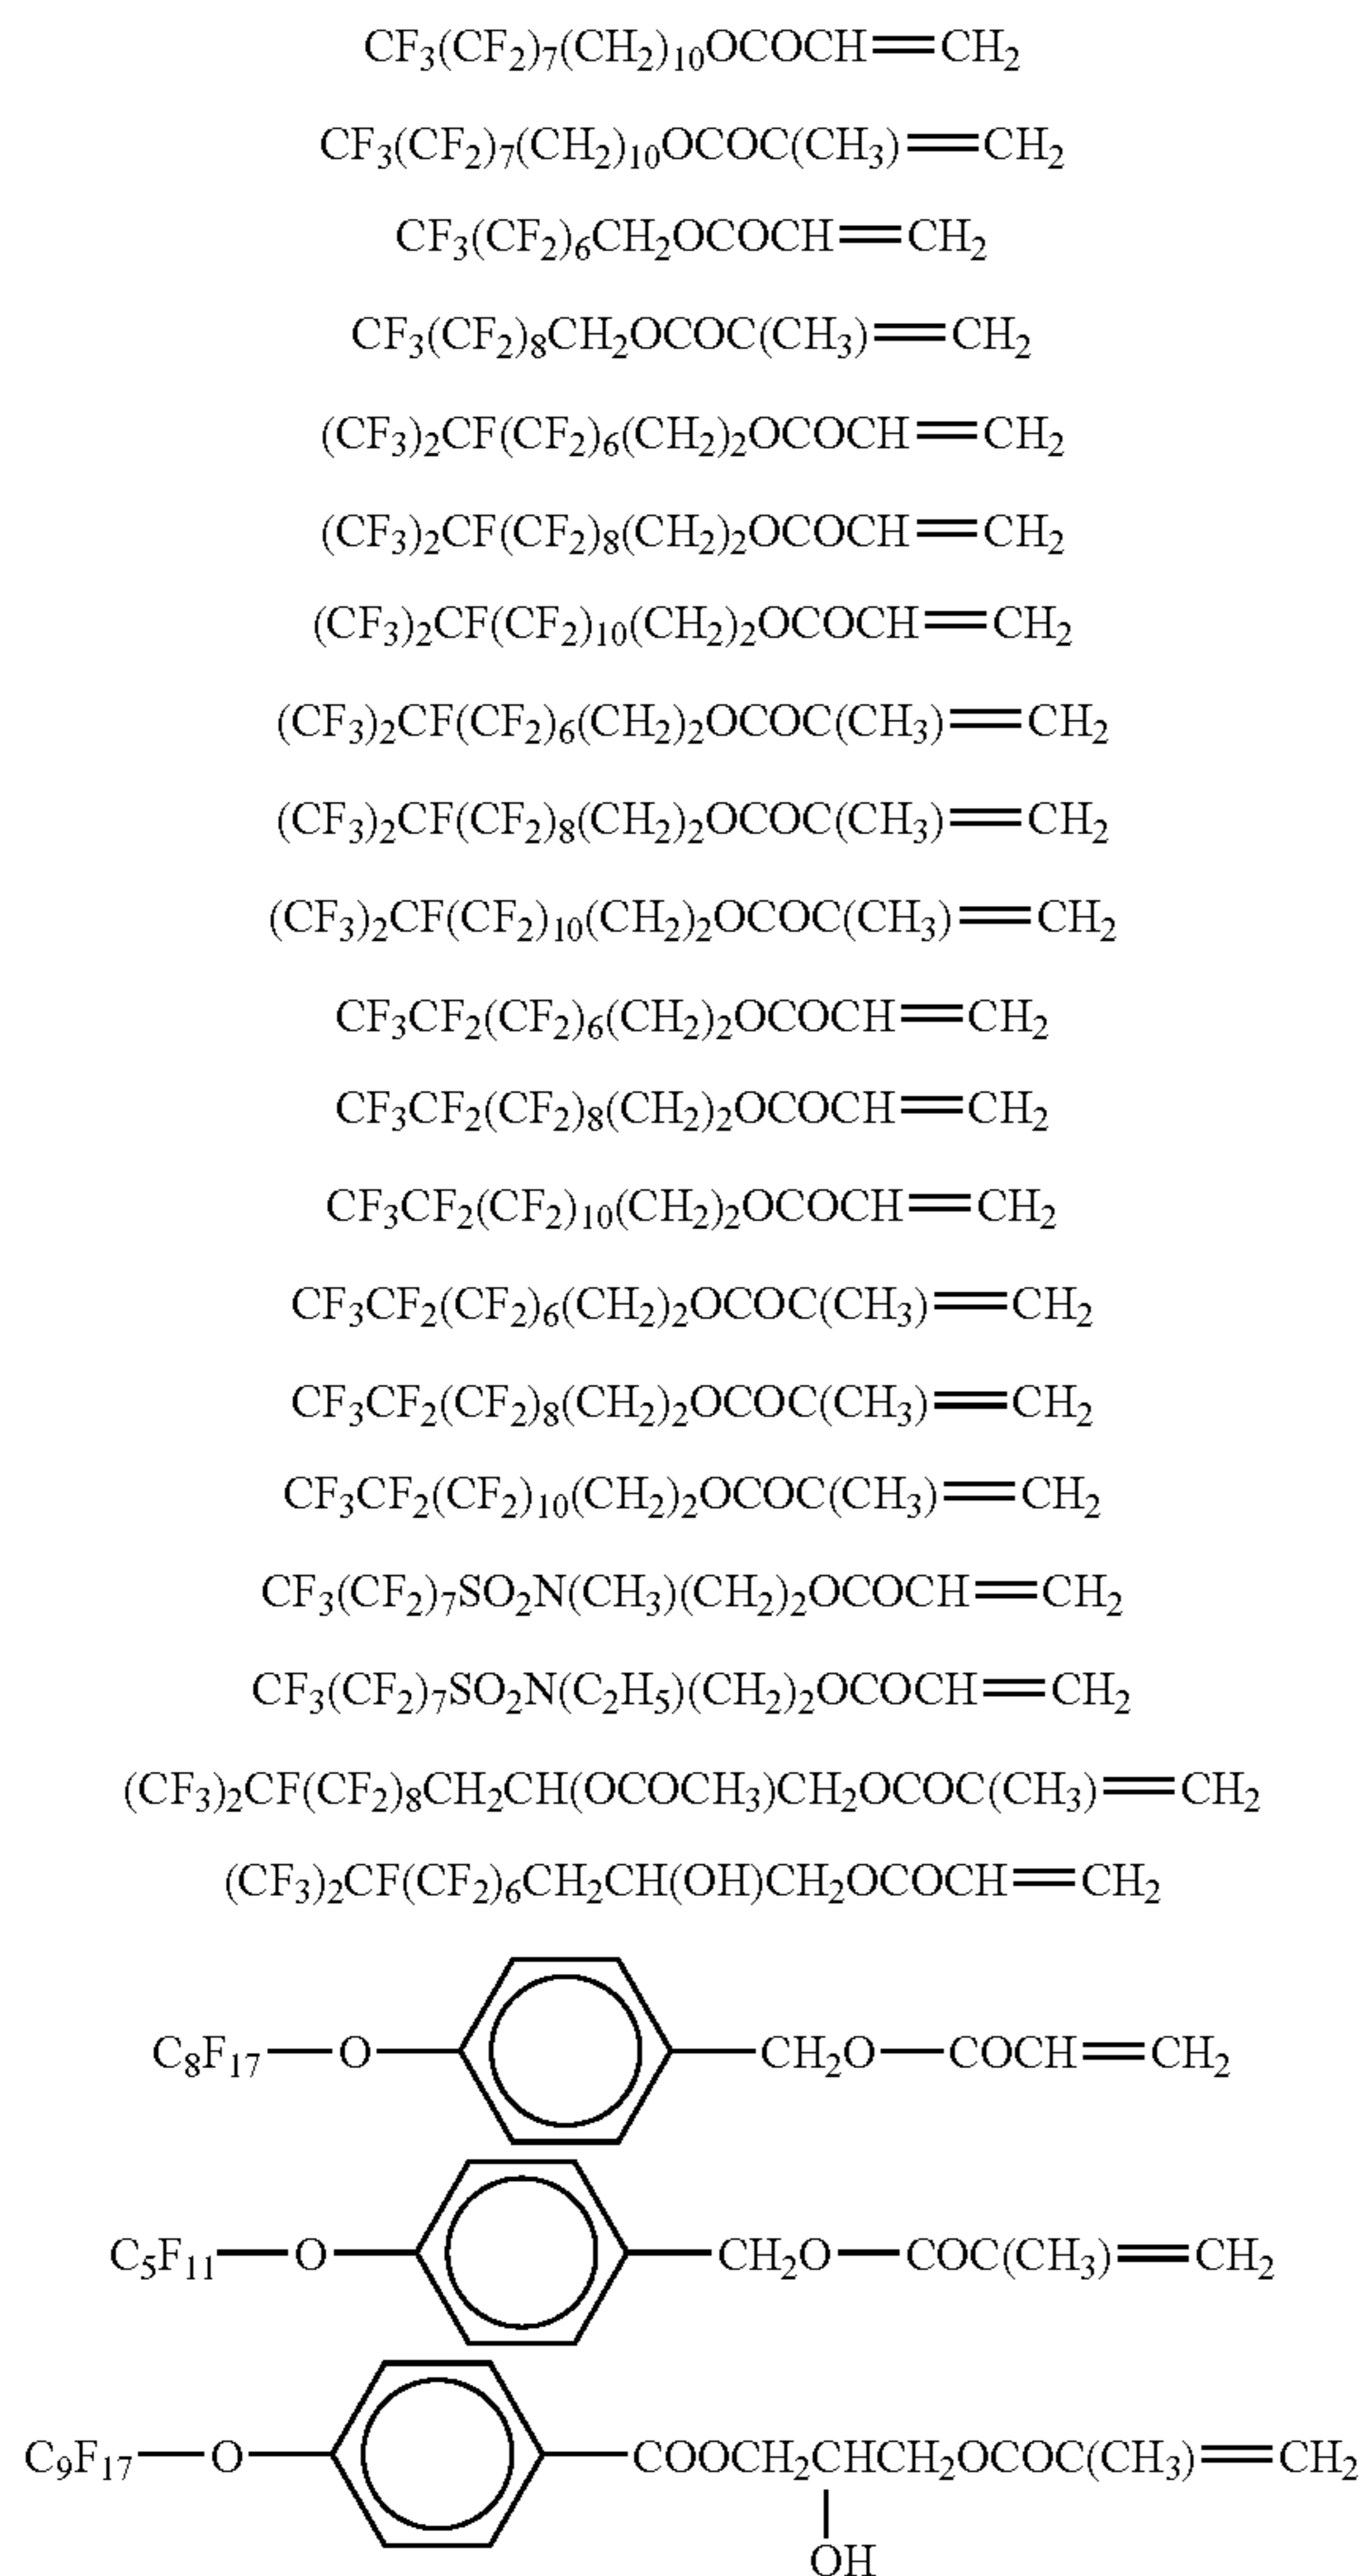 CF₃(CF₂)₇(CH₂)₁₀OCOCH=CH₂
CF₃(CF₂)₇(CH₂)₁₀OCOC(CH₃)=CH₂
CF₃(CF₂)₆CH₂OCOCH=CH₂
CF₃(CF₂)₈CH₂OCOC(CH₃)=CH₂
(CF₃)₂CF(CF₂)₆(CH₂)₂OCOCH=CH₂
(CF₃)₂CF(CF₂)₈(CH₂)₂OCOCH=CH₂
(CF₃)₂CF(CF₂)₁₀(CH₂)₂OCOCH=CH₂
(CF₃)₂CF(CF₂)₆(CH₂)₂OCOC(CH₃)=CH₂
(CF₃)₂CF(CF₂)₈(CH₂)₂OCOC(CH₃)=CH₂
(CF₃)₂CF(CF₂)₁₀(CH₂)₂OCOC(CH₃)=CH₂
CF₃CF₂(CF₂)₆(CH₂)₂OCOCH=CH₂
CF₃CF₂(CF₂)₈(CH₂)₂OCOCH=CH₂
CF₃CF₂(CF₂)₁₀(CH₂)₂OCOCH=CH₂
CF₃CF₂(CF₂)₆(CH₂)₂OCOC(CH₃)=CH₂
CF₃CF₂(CF₂)₈(CH₂)₂OCOC(CH₃)=CH₂
CF₃CF₂(CF₂)₁₀(CH₂)₂OCOC(CH₃)=CH₂
CF₃(CF₂)₇SO₂N(CH₃)(CH₂)₂OCOCH=CH₂
CF₃(CF₂)₇SO₂N(C₂H₅)(CH₂)₂OCOCH=CH₂
(CF₃)₂CF(CF₂)₈CH₂CH(OCOCH₃)CH₂OCOC(CH₃)=CH₂
(CF₃)₂CF(CF₂)₆CH₂CH(OH)CH₂OCOCH=CH₂
C₈F₁₇—O— —CH₂O—COCH=CH₂
C₅F₁₁—O— —CH₂O—COC(CH₃)=CH₂
C₉F₁₇—O— —COOCH₂CHCH₂OCOC(CH₃)=CH₂
OH